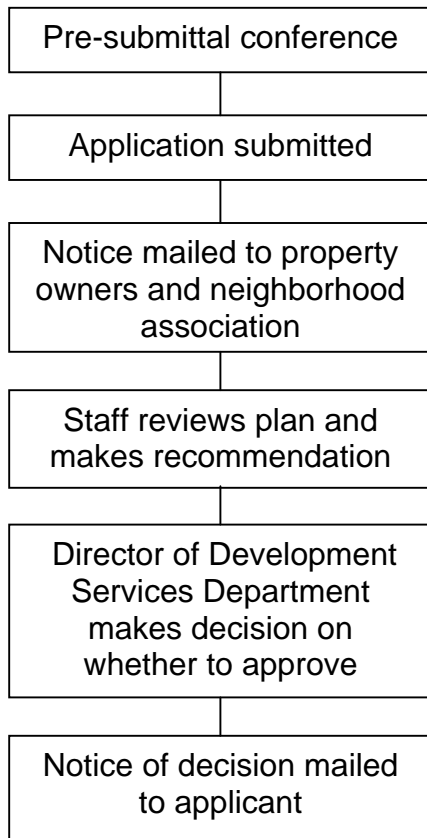 Pre-submittal conference
Application submitted
Notice mailed to property
owners and neighborhood
association
Staff reviews plan and
makes recommendation
Director of Development
Services Department
makes decision on
whether to approve
Notice of decision mailed
to applicant